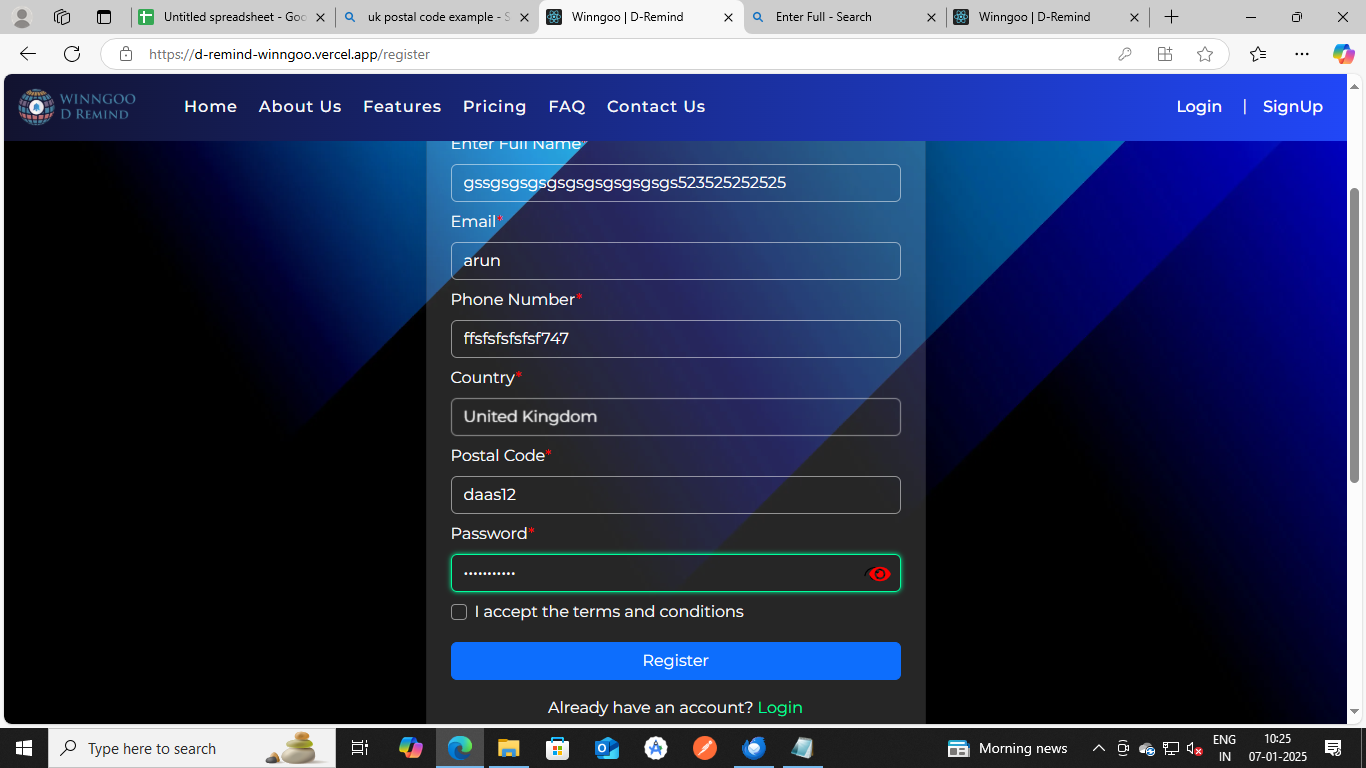 Untitled spreadsheet - Goo
uk postal code example - S
Winngoo | D-Remind
Enter Full - Search
Winngoo | D-Remind
https://d-remind-winngoo.vercel.app/register
WINNGOO
D REMIND
Home
About Us
Features
Pricing
FAQ
Contact Us
Login
|
SignUp
Enter Full Name*
gssgsgsgsgsgsgsgsgsgsgs523525252525
Email*
arun
Phone Number*
ffsfsfsfsfsf747
Country*
United Kingdom
Postal Code*
daas12
Password*
•••••••••••
I accept the terms and conditions
Register
Already have an account? Login
Type here to search
Morning news
ENG
IN
10:25
07-01-2025